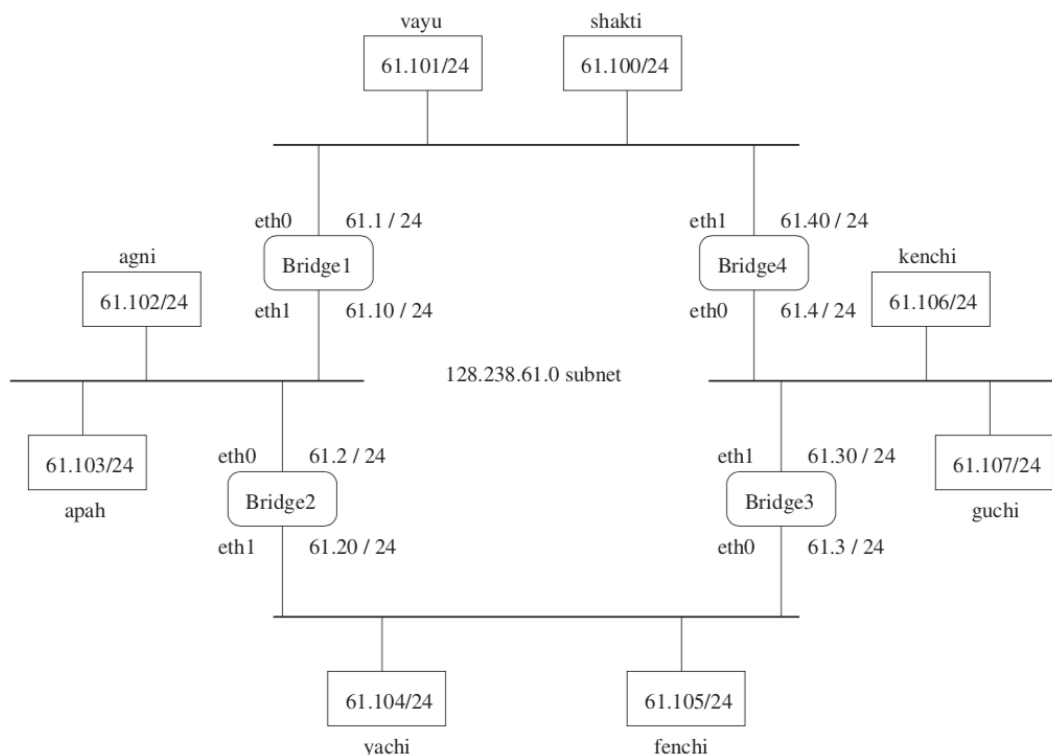 vayu
shakti
61.101/24
61.100/24
eth0
61.1 / 24
eth1
61.40 / 24
agni
Bridge1
Bridge4
kenchi
61.102/24
eth1
61.10 / 24
eth0
61.4 / 24
61.106/24
128.238.61.0 subnet
61.103/24
eth0
61.2 / 24
eth1
61.30 / 24
61.107/24
apah
Bridge2
Bridge3
guchi
eth1
61.20 / 24
eth0
61.3 / 24
61.104/24
61.105/24
yachi
fenchi